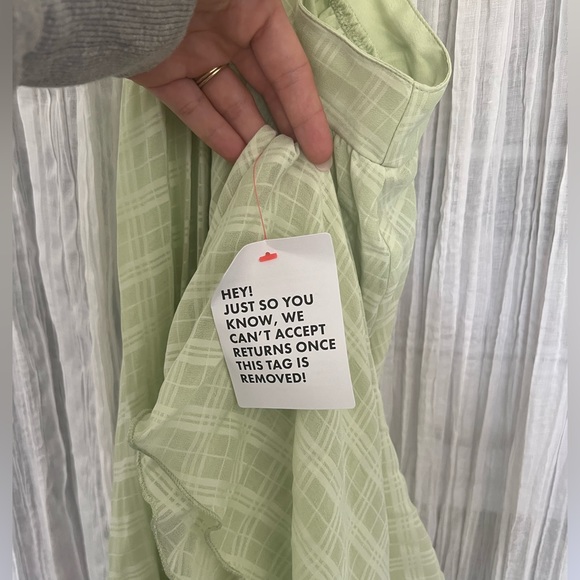 HEY!
JUST SO YOU
KNOW, WE
CAN'T ACCEPT
RETURNS ONCE
THIS TAG IS
REMOVED!